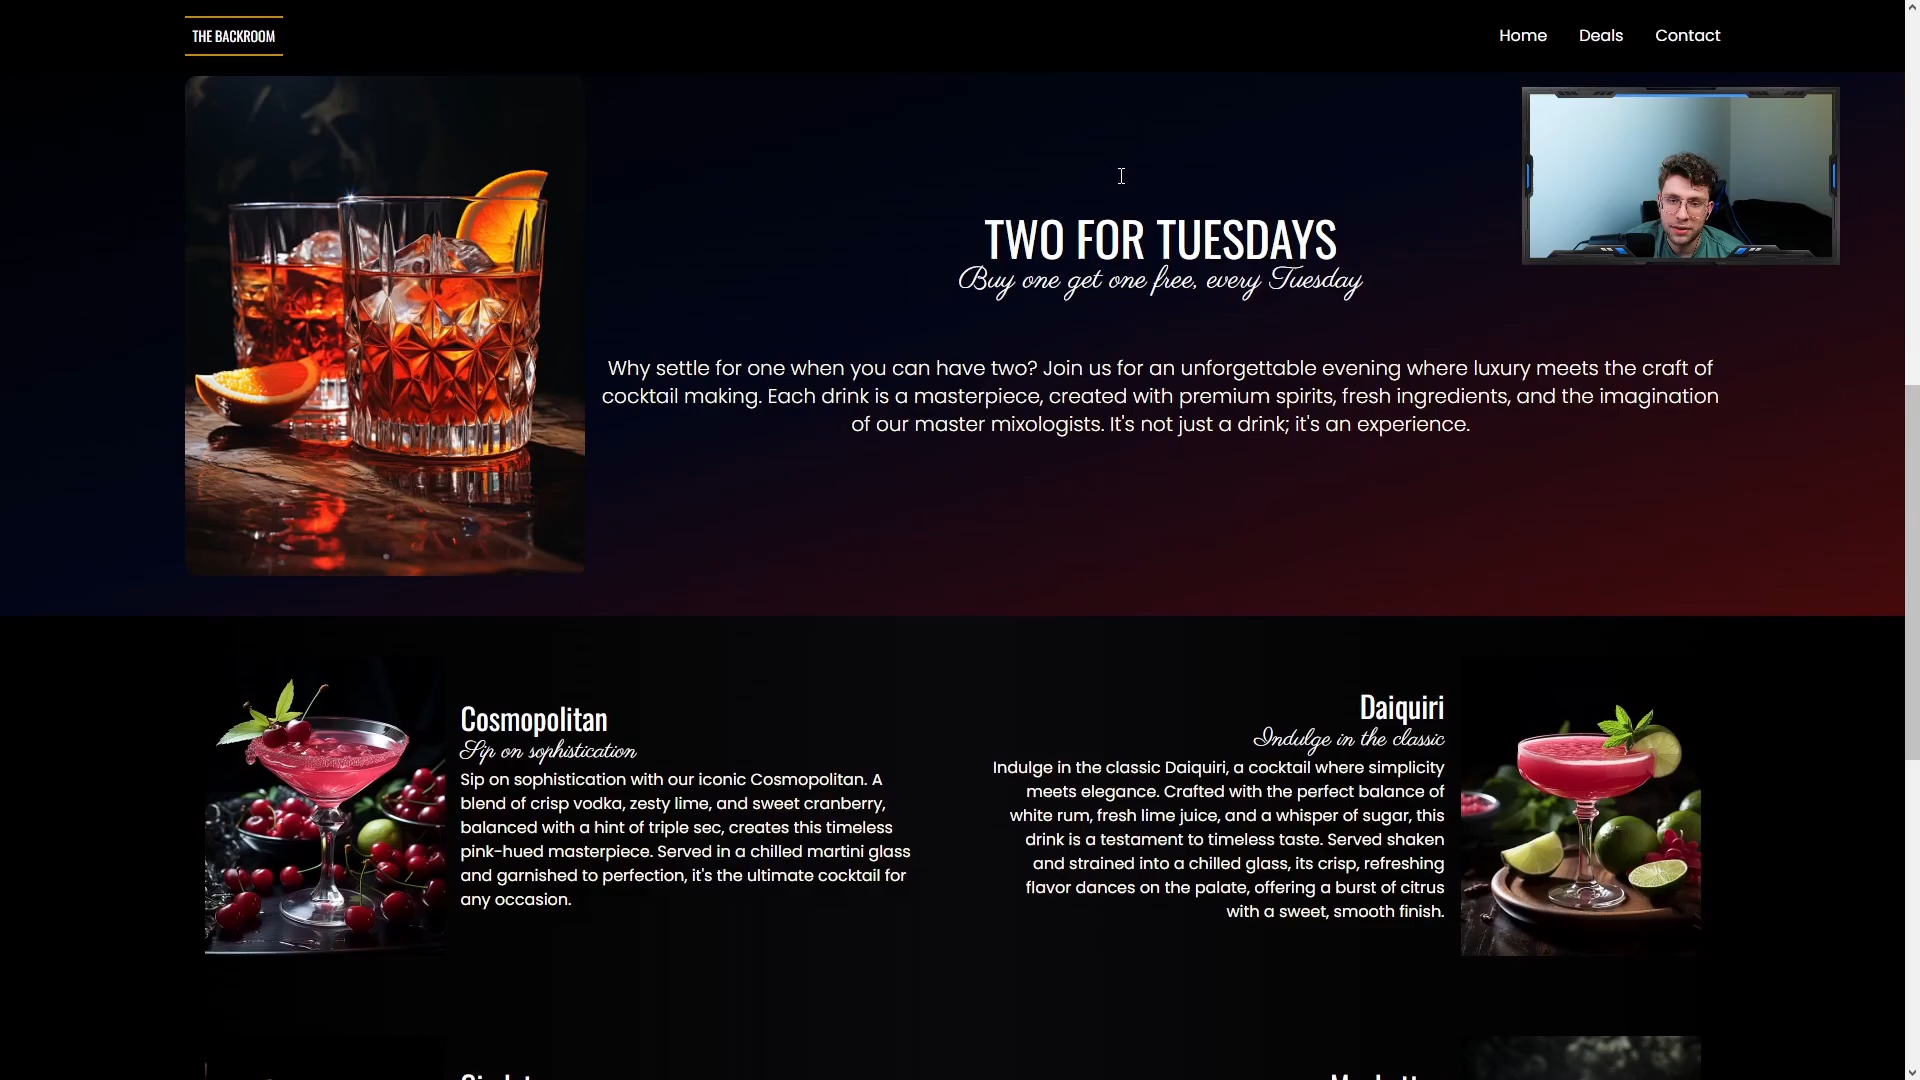 THE BACKROOM
Home
Deals
Contact
TWO FOR TUESDAYS
Buy one get one free, every Tuesday
Why settle for one when you can have two? Join us for an unforgettable evening where luxury meets the craft of
cocktail making. Each drink is a masterpiece, created with premium spirits, fresh ingredients, and the imagination
of our master mixologists. It's not just a drink; it's an experience.
Cosmopolitan
Sip on sophistication
Sip on sophistication with our iconic Cosmopolitan. A
blend of crisp vodka, zesty lime, and sweet cranberry,
balanced with a hint of triple sec, creates this timeless
pink-hued masterpiece. Served in a chilled martini glass
and garnished to perfection, it's the ultimate cocktail for
any occasion.
Daiquiri
Indulge in the classic
Indulge in the classic Daiquiri, a cocktail where simplicity
meets elegance. Crafted with the perfect balance of
white rum, fresh lime juice, and a whisper of sugar, this
drink is a testament to timeless taste. Served shaken
and strained into a chilled glass, its crisp, refreshing
flavor dances on the palate, offering a burst of citrus
with a sweet, smooth finish.